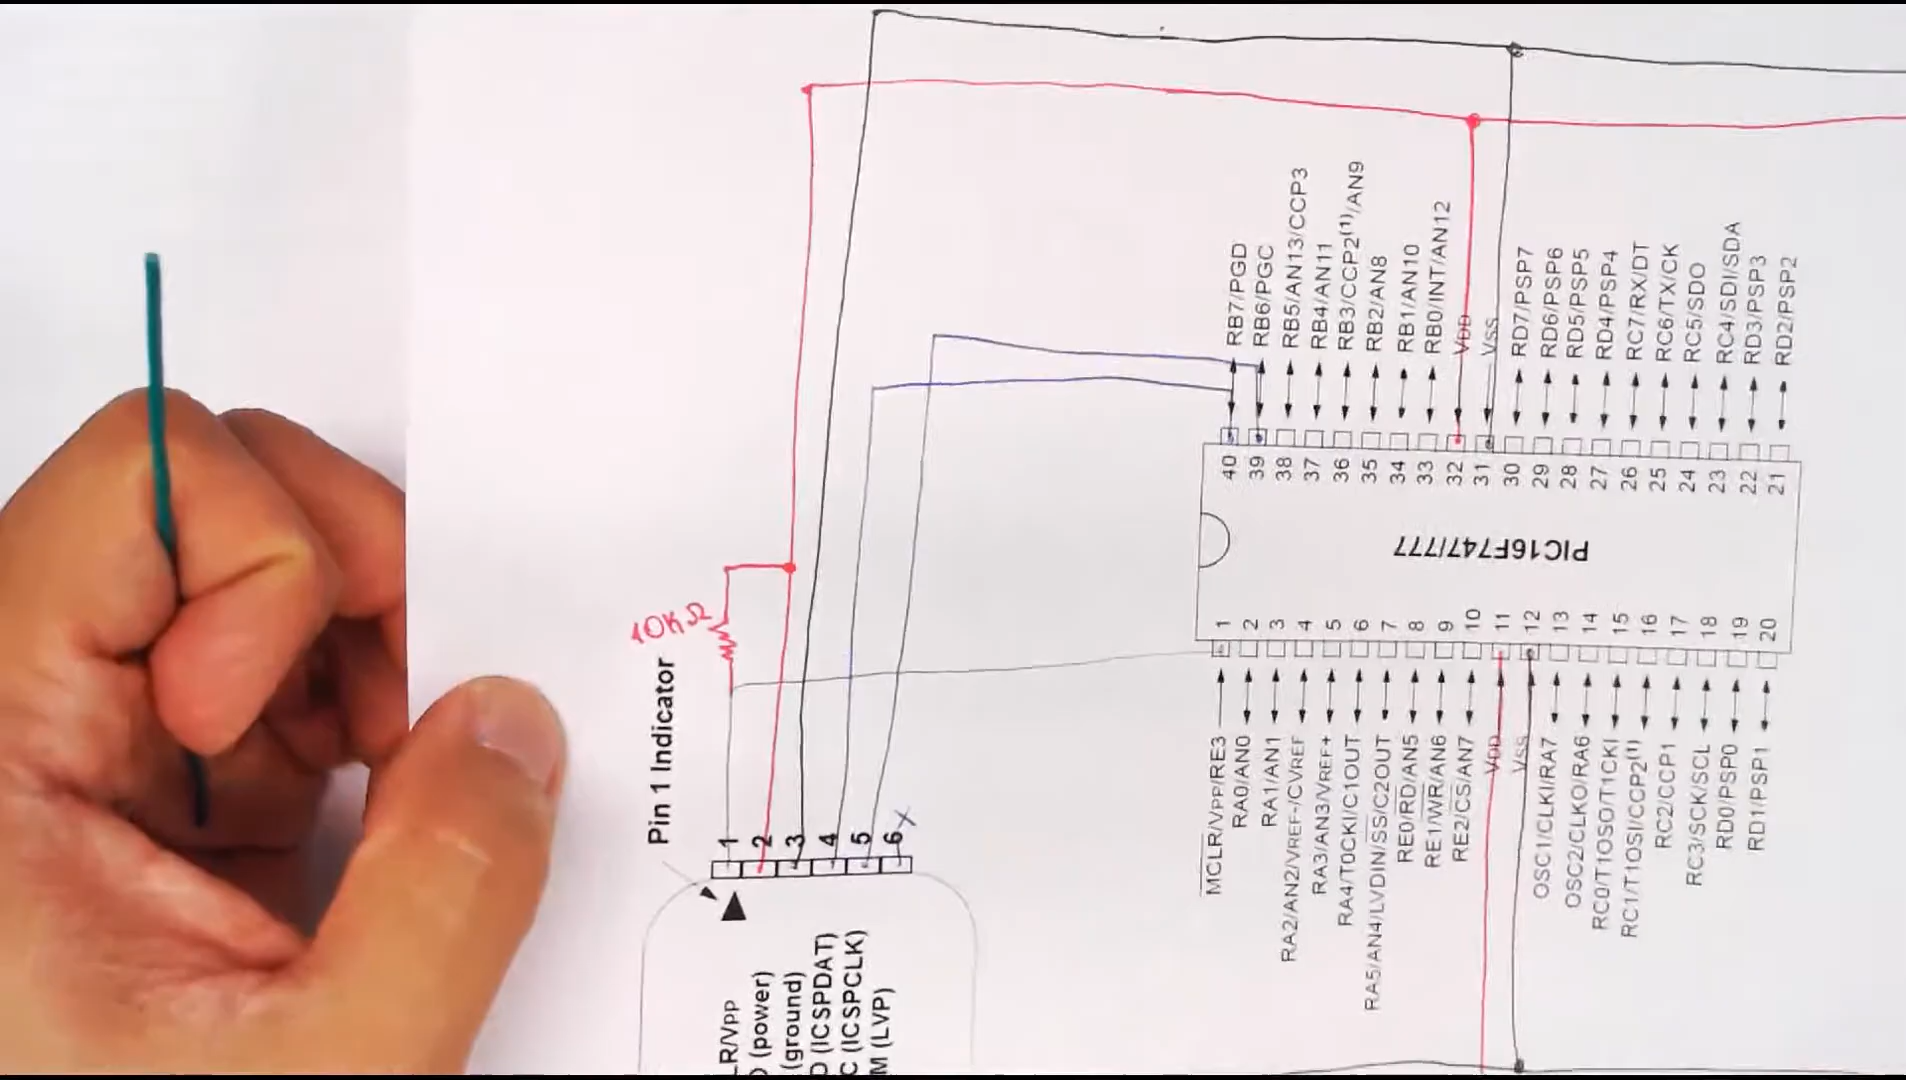 10KΩ
Pin 1 Indicator
1
2
3
4
5
6 X
LR/VPP
(power)
(ground)
(ICSPDAT)
C (ICSPCLK)
M (LVP)
RB7/PGD
RB6/PGC
RB5/AN13/CCP3
RB4/AN11
RB3/CCP2(1)/AN9
RB2/AN8
RB1/AN10
RB0/INT/AN12
VDD
VSS
RD7/PSP7
RD6/PSP6
RD5/PSP5
RD4/PSP4
RC7/RX/DT
RC6/TX/CK
RC5/SDO
RC4/SDI/SDA
RD3/PSP3
RD2/PSP2
40
39
38
37
36
35
34
33
32
31
30
29
28
27
26
25
24
23
22
21
PIC16F747/777
1
2
3
4
5
6
7
8
9
10
11
12
13
14
15
16
17
18
19
20
MCLR/VPP/RE3
RA0/AN0
RA1/AN1
RA2/AN2/VREF-/CVREF
RA3/AN3/VREF+
RA4/T0CKI/C1OUT
RA5/AN4/LVDIN/SS/C2OUT
RE0/RD/AN5
RE1/WR/AN6
RE2/CS/AN7
VDD
VSS
OSC1/CLKI/RA7
OSC2/CLKO/RA6
RC0/T1OSO/T1CKI
RC1/T1OSI/CCP2(1)
RC2/CCP1
RC3/SCK/SCL
RD0/PSP0
RD1/PSP1